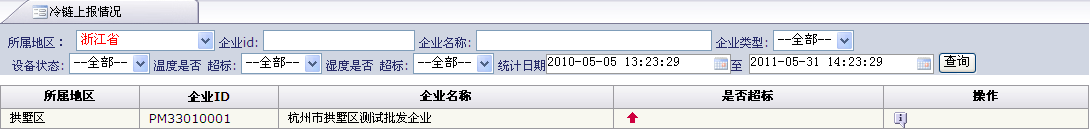 冷链上报情况
所属地区： 浙江省 企业id: 企业名称: 企业类型: --全部--
设备状态: --全部-- 温度是否 超标: --全部-- 湿度是否 超标: --全部-- 统计日期 2010-05-05 13:23:29 至 2011-05-31 14:23:29 查询
所属地区 企业ID 企业名称 是否超标 操作
拱墅区 PM33010001 杭州市拱墅区测试批发企业